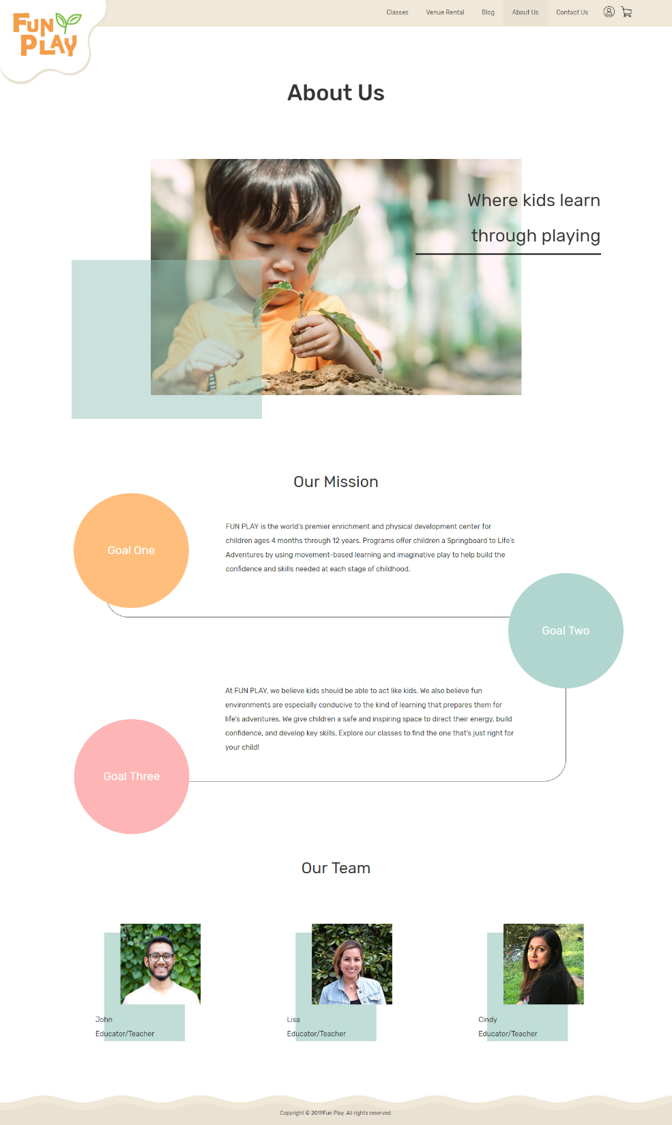 FUN
PLAY
Classes Venue Rental Blog About Us Contact Us
About Us
Where kids learn
through playing
Our Mission
Goal One
FUN PLAY is the world's premier enrichment and physical development center for
children ages 4 months through 12 years. Programs offer children a Springboard to Life's
Adventures by using movement-based learning and imaginative play to help build the
confidence and skills needed at each stage of childhood.
Goal Two
At FUN PLAY, we believe kids should be able to act like kids. We also believe fun
environments are especially conducive to the kind of learning that prepares them for
life's adventures. We give children a safe and inspiring space to direct their energy, build
confidence, and develop key skills. Explore our classes to find the one that's just right for
your child!
Goal Three
Our Team
John
Educator/Teacher
Lisa
Educator/Teacher
Cindy
Educator/Teacher
Copyright © 2019Fun Play. All rights reserved.